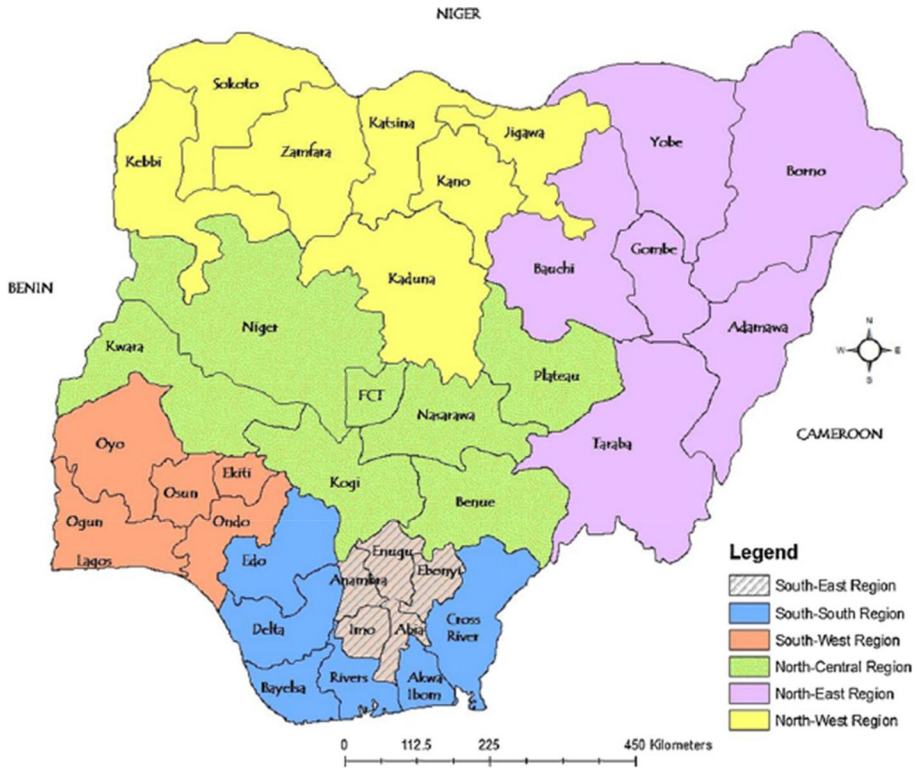 NIGER
Sokoto
Katsina
Jigawa
Yobe
Kebbi
Zamfara
Kano
Borno
Gombe
Bauchi
Kaduna
BENIN
Niger
Adamawa
N
W
E
S
Kwara
Plateau
FCT
Nasarawa
CAMEROON
Oyo
Taraba
Ekiti
Kogi
Osun
Benue
Ogun
Ondo
Lagos
Edo
Enugu
Anambra
Ebonyi
Delta
Imo
Abia
Cross
River
Bayelsa
Rivers
Akwa
Ibom
Legend
South-East Region
South-South Region
South-West Region
North-Central Region
North-East Region
North-West Region
0 112.5 225 450 Kilometers